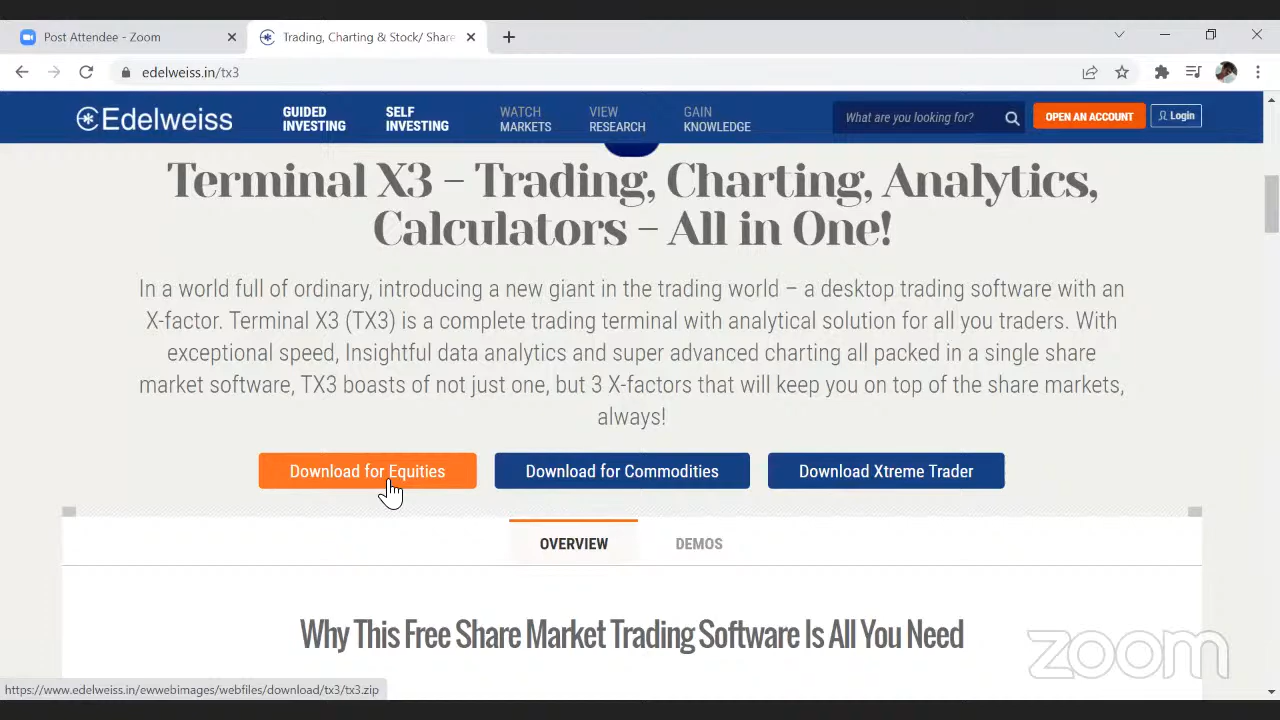 Post Attendee - Zoom
Trading, Charting & Stock/ Share
edelweiss.in/tx3
Edelweiss
GUIDED INVESTING
SELF INVESTING
WATCH MARKETS
VIEW RESEARCH
GAIN KNOWLEDGE
What are you looking for?
OPEN AN ACCOUNT
Login
Terminal X3 – Trading, Charting, Analytics,
Calculators – All in One!
In a world full of ordinary, introducing a new giant in the trading world – a desktop trading software with an
X-factor. Terminal X3 (TX3) is a complete trading terminal with analytical solution for all you traders. With
exceptional speed, Insightful data analytics and super advanced charting all packed in a single share
market software, TX3 boasts of not just one, but 3 X-factors that will keep you on top of the share markets,
always!
Download for Equities
Download for Commodities
Download Xtreme Trader
OVERVIEW
DEMOS
Why This Free Share Market Trading Software Is All You Need
zoom
https://www.edelweiss.in/ewwebimages/webfiles/download/tx3/tx3.zip